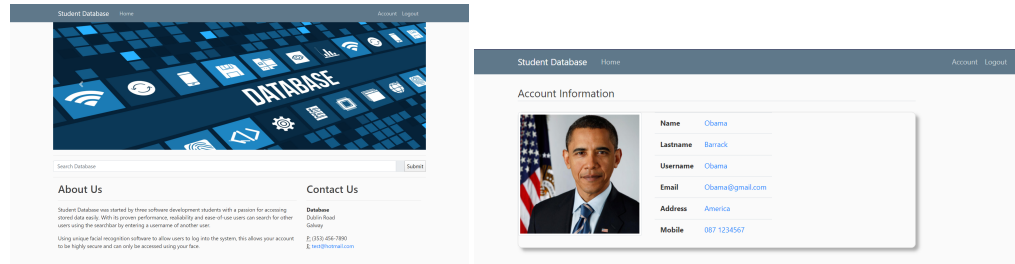 Student Database Home Account Logout
DATABASE
Search Database Submit
About Us
Student Database was started by three software development students with a passion for accessing
stored data easily. With its proven performance, realiability and ease-of-use users can search for other
users using the searchbar by entering a username of another user.
Using unique facial recognition software to allow users to log into the system, this allows your account
to be highly secure and can only be accessed using your face.
Contact Us
Database
Dublin Road
Galway
P: (353) 456-7890
E: test@hotmail.com
Student Database Home Account Logout
Account Information
Name Obama
Lastname Barrack
Username Obama
Email Obama@gmail.com
Address America
Mobile 087 1234567